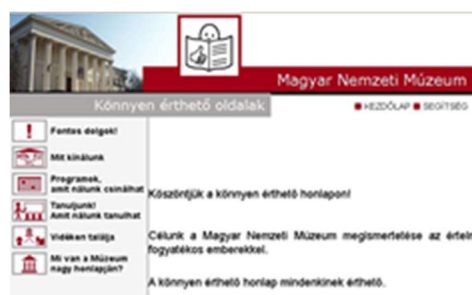 Magyar Nemzeti Múzeum
Könnyen érthető oldalak
KEZDŐLAP SEGÍTSÉG
Fontos dolgok!
Mit kínálunk
Programok,
amit nálunk csinálhat
Tanuljunk!
Amit nálunk tanulhat
Vidéken találja
Mi van a Múzeum
nagy honlapján?
Köszöntjük a könnyen érthető honlapon!
Célunk a Magyar Nemzeti Múzeum megismertetése az értelmi
fogyatékos emberekkel.
A könnyen érthető honlap mindenkinek érthető.